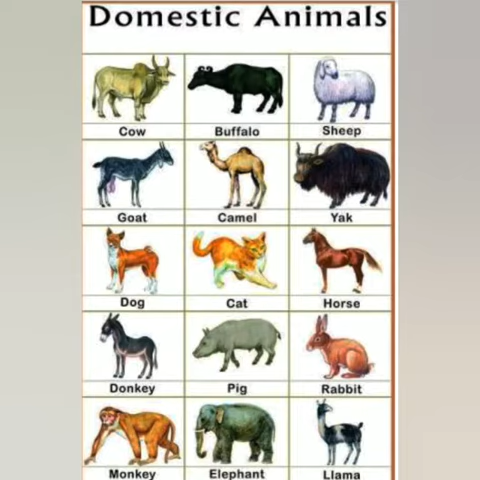 Domestic Animals
Cow Buffalo Sheep
Goat Camel Yak
Dog Cat Horse
Donkey Pig Rabbit
Monkey Elephant Llama